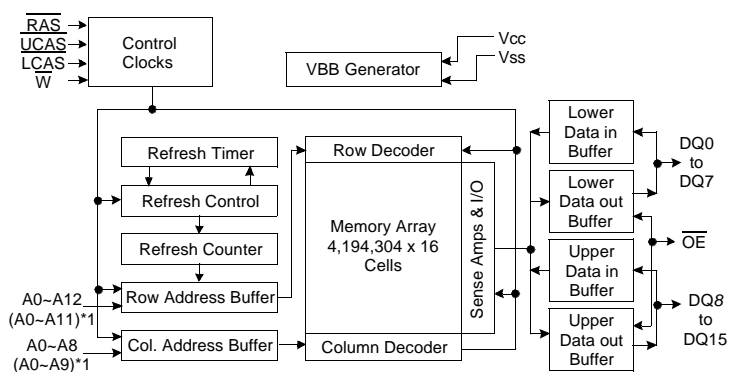 RAS
UCAS
LCAS
W
Control
Clocks
VBB Generator
Vcc
Vss
Refresh Timer
Refresh Control
Refresh Counter
Row Address Buffer
Col. Address Buffer
A0~A12
(A0~A11)*1
A0~A8
(A0~A9)*1
Row Decoder
Memory Array
4,194,304 x 16
Cells
Column Decoder
Sense Amps & I/O
Lower
Data in
Buffer
Lower
Data out
Buffer
Upper
Data in
Buffer
Upper
Data out
Buffer
DQ0
to
DQ7
OE
DQ8
to
DQ15